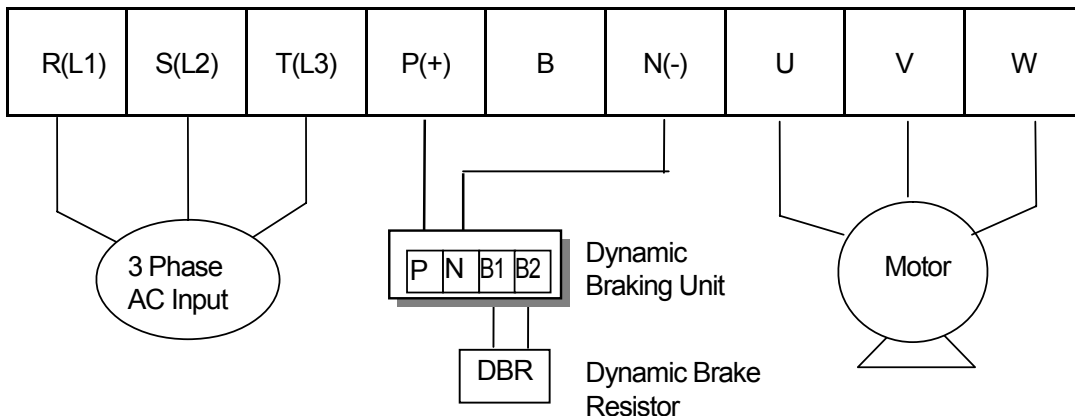 R(L1) S(L2) T(L3) P(+) B N(-) U V W
3 Phase
AC Input
P N B1 B2
Dynamic
Braking Unit
Motor
DBR
Dynamic Brake
Resistor